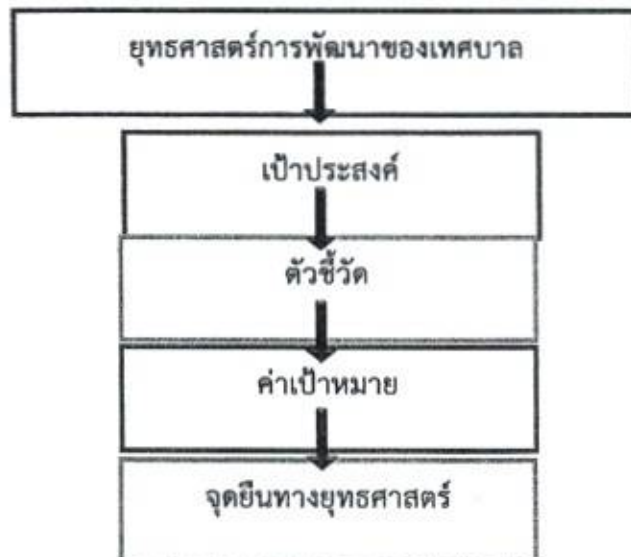 ยุทธศาสตร์การพัฒนาของเทศบาล
เป้าประสงค์
ตัวชี้วัด
ค่าเป้าหมาย
จุดยืนทางยุทธศาสตร์